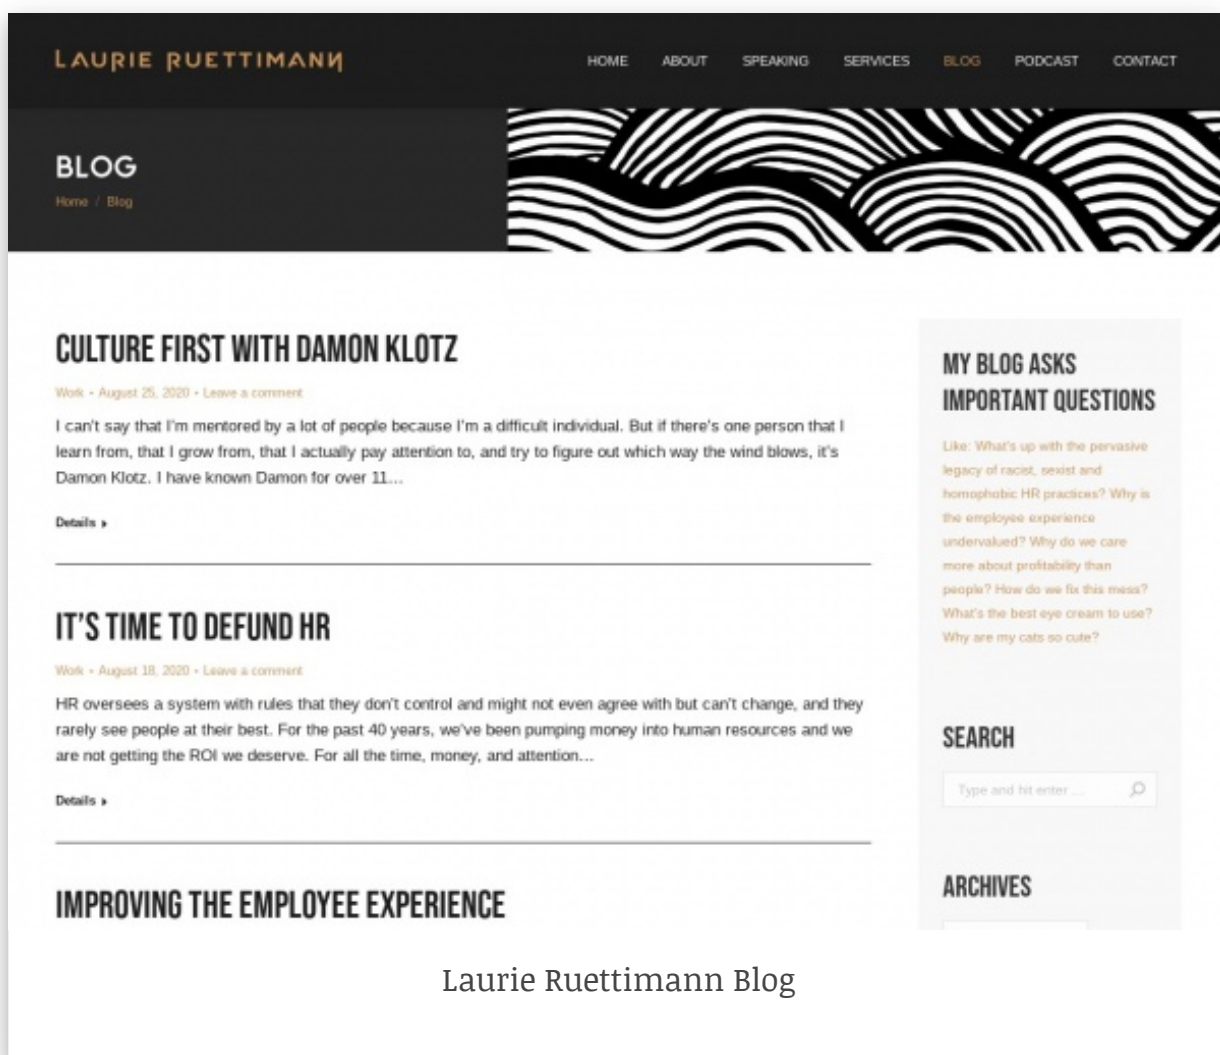 LAURIE RUETTIMANN
HOME ABOUT SPEAKING SERVICES BLOG PODCAST CONTACT
BLOG
Home / Blog
CULTURE FIRST WITH DAMON KLOTZ
Work • August 25, 2020 • Leave a comment
I can't say that I'm mentored by a lot of people because I'm a difficult individual. But if there's one person that I
learn from, that I grow from, that I actually pay attention to, and try to figure out which way the wind blows, it's
Damon Klotz. I have known Damon for over 11…
Details
IT'S TIME TO DEFUND HR
Work • August 18, 2020 • Leave a comment
HR oversees a system with rules that they don't control and might not even agree with but can't change, and they
rarely see people at their best. For the past 40 years, we've been pumping money into human resources and we
are not getting the ROI we deserve. For all the time, money, and attention…
Details
IMPROVING THE EMPLOYEE EXPERIENCE
MY BLOG ASKS
IMPORTANT QUESTIONS
Like: What's up with the pervasive
legacy of racist, sexist and
homophobic HR practices? Why is
the employee experience
undervalued? Why do we care
more about profitability than
people? How do we fix this mess?
What's the best eye cream to use?
Why are my cats so cute?
SEARCH
Type and hit enter …
ARCHIVES
Laurie Ruettimann Blog